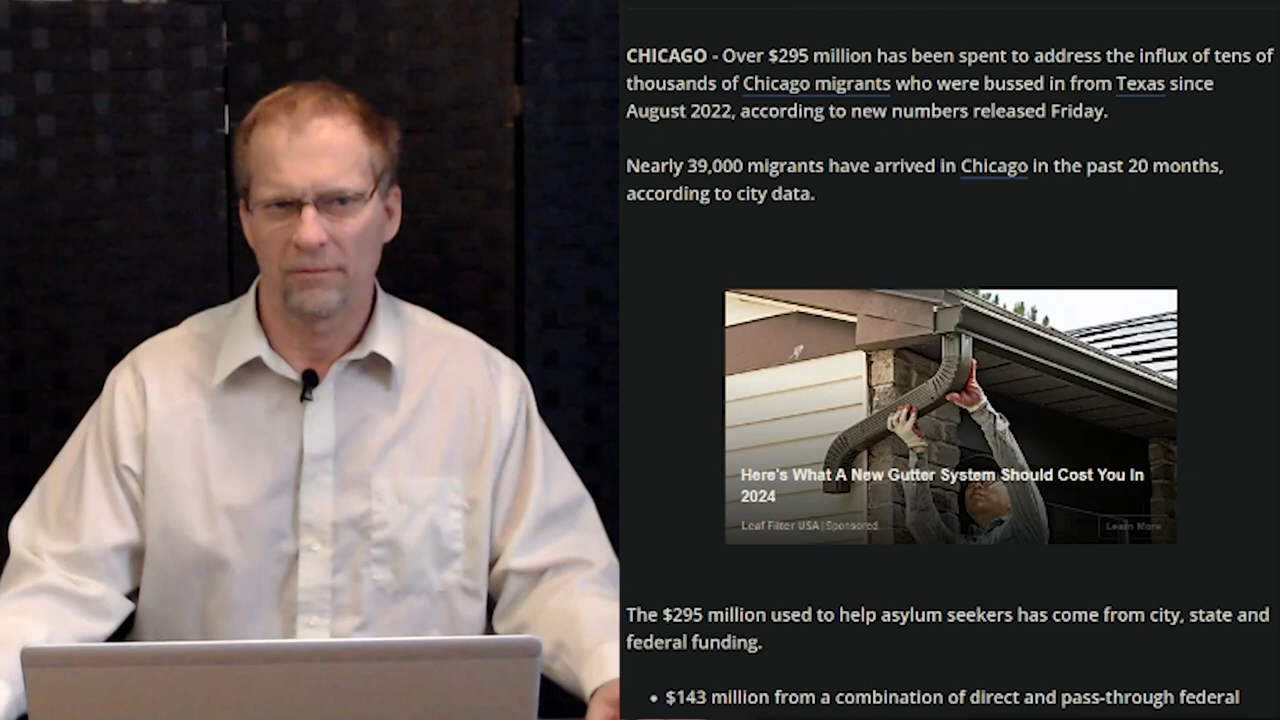 CHICAGO - Over $295 million has been spent to address the influx of tens of
thousands of Chicago migrants who were bussed in from Texas since
August 2022, according to new numbers released Friday.
Nearly 39,000 migrants have arrived in Chicago in the past 20 months,
according to city data.
Here's What A New Gutter System Should Cost You In
2024
Leaf Filter USA | Sponsored
Learn More
The $295 million used to help asylum seekers has come from city, state and
federal funding.
• $143 million from a combination of direct and pass-through federal